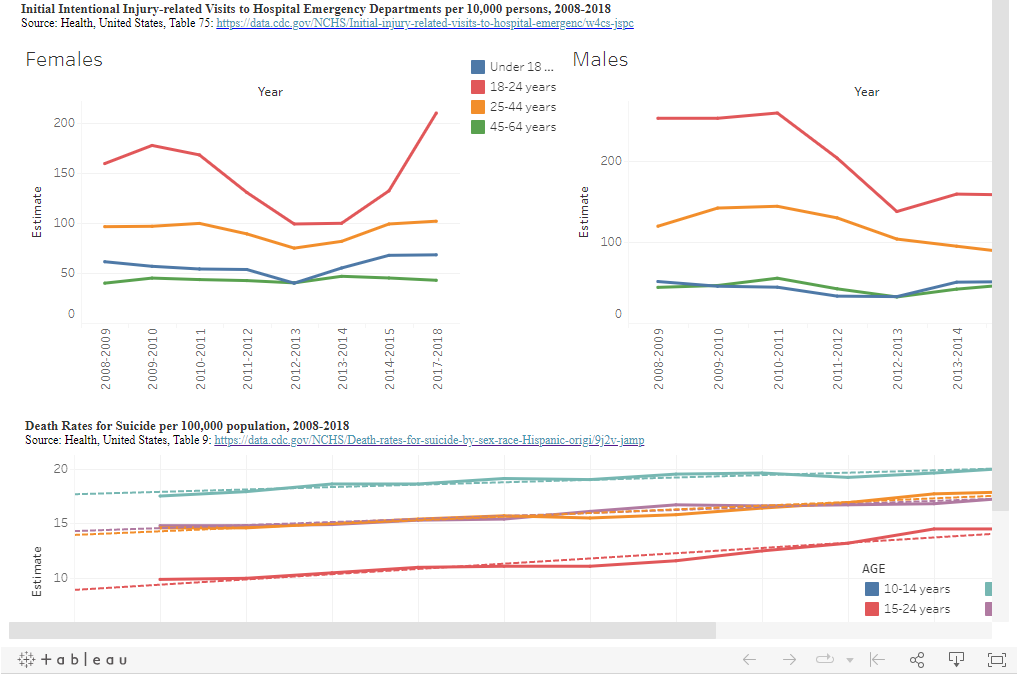 Initial Intentional Injury-related Visits to Hospital Emergency Departments per 10,000 persons, 2008-2018
Source: Health, United States, Table 75: https://data.cdc.gov/NCHS/Initial-injury-related-visits-to-hospital-emergenc/w4cs-jspc
Females
Under 18 ...
18-24 years
25-44 years
45-64 years
Year
Estimate
200
150
100
50
0
2008-2009
2009-2010
2010-2011
2011-2012
2012-2013
2013-2014
2014-2015
2017-2018
Males
Year
Estimate
200
100
0
2008-2009
2009-2010
2010-2011
2011-2012
2012-2013
2013-2014
Death Rates for Suicide per 100,000 population, 2008-2018
Source: Health, United States, Table 9: https://data.cdc.gov/NCHS/Death-rates-for-suicide-by-sex-race-Hispanic-origi/9j2v-jamp
Estimate
20
15
10
AGE
10-14 years
15-24 years
+ableau